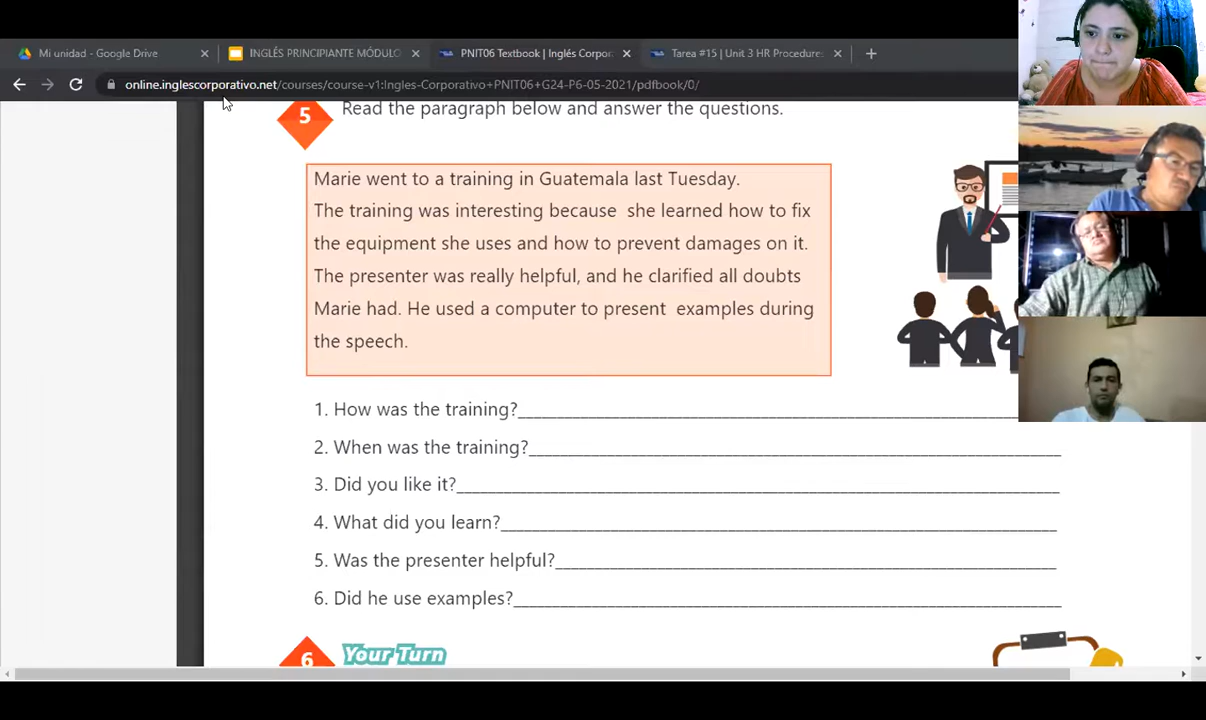 Mi unidad - Google Drive
INGLÉS PRINCIPIANTE MÓDULO
PNIT06 Textbook | Inglés Corpor
Tarea #15 | Unit 3 HR Procedures
online.inglescorporativo.net/courses/course-v1:Ingles-Corporativo+PNIT06+G24-P6-05-2021/pdfbook/0/
5 Read the paragraph below and answer the questions.
Marie went to a training in Guatemala last Tuesday.
The training was interesting because she learned how to fix
the equipment she uses and how to prevent damages on it.
The presenter was really helpful, and he clarified all doubts
Marie had. He used a computer to present examples during
the speech.
1. How was the training?
2. When was the training?
3. Did you like it?
4. What did you learn?
5. Was the presenter helpful?
6. Did he use examples?
6 Your Turn